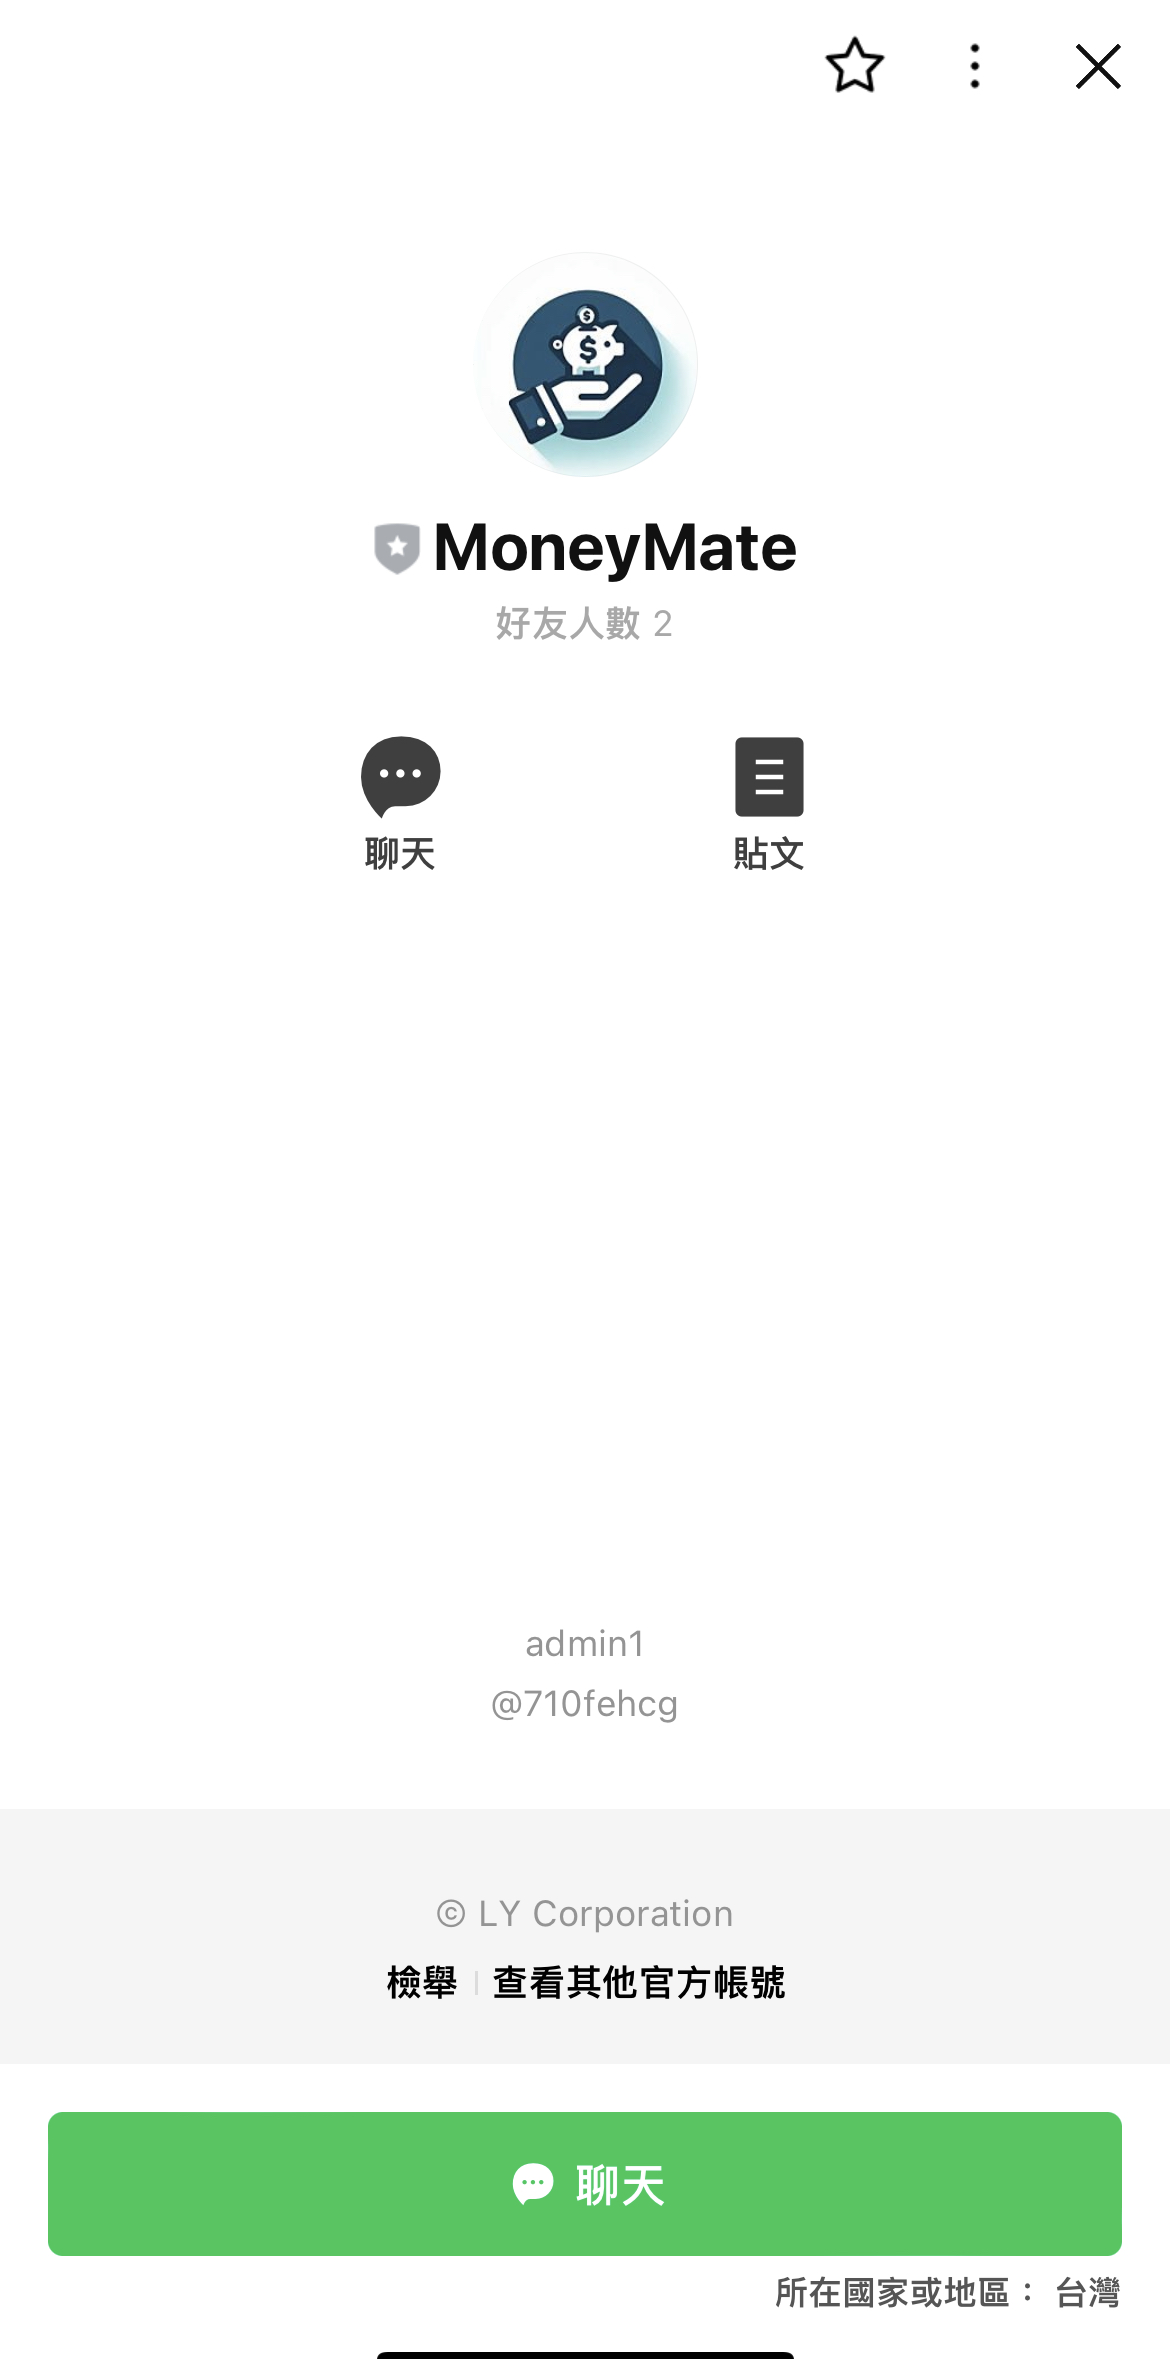 MoneyMate
好友人數 2
聊天
貼文
admin1
@710fehcg
© LY Corporation
檢舉 | 查看其他官方帳號
聊天
所在國家或地區： 台灣